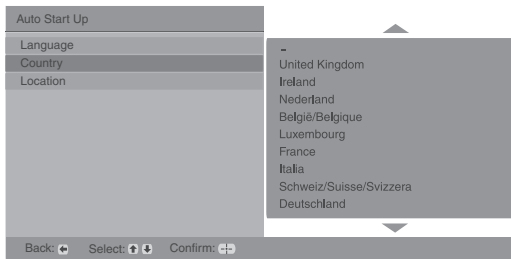 Auto Start Up
Language
Country
Location
-
United Kingdom
Ireland
Nederland
België/Belgique
Luxembourg
France
Italia
Schweiz/Suisse/Svizzera
Deutschland
Back: Select: Confirm: